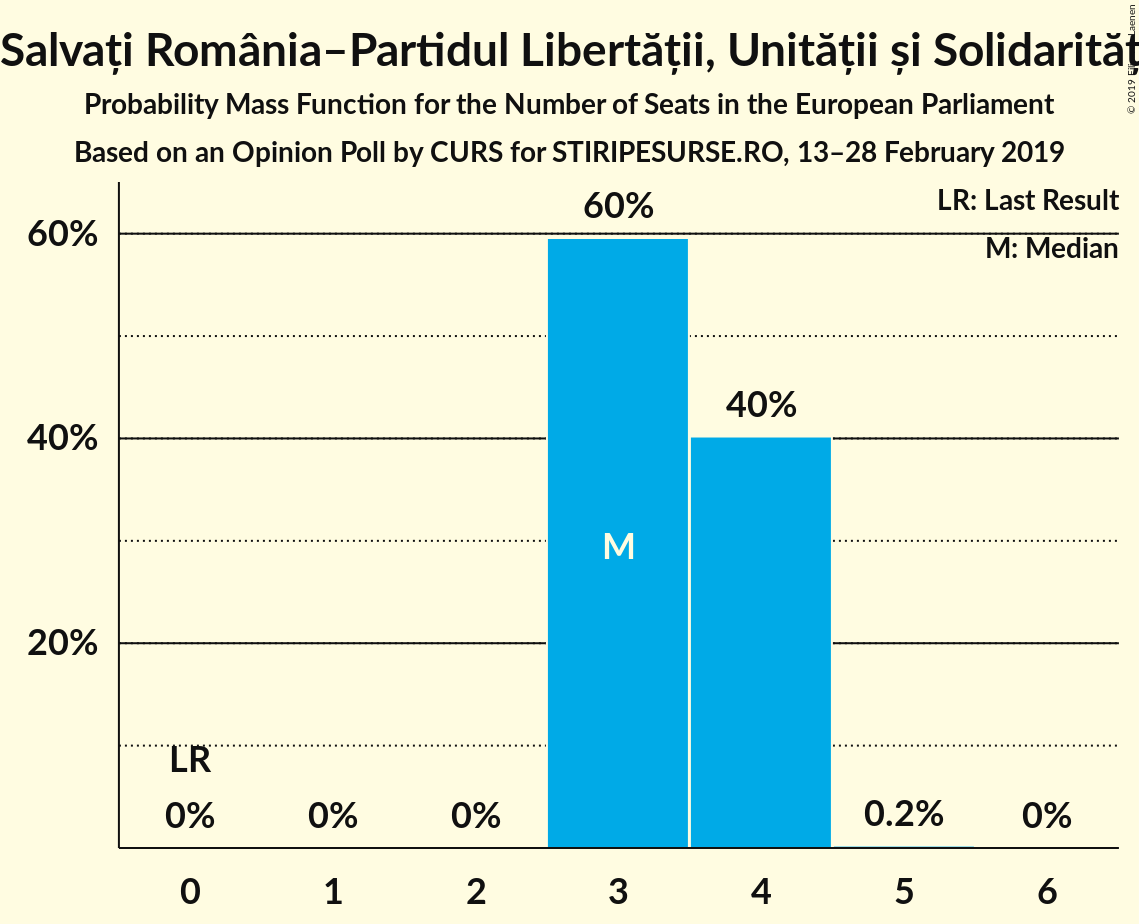 Salvați România–Partidul Libertății, Unității și Solidarităț
Probability Mass Function for the Number of Seats in the European Parliament
Based on an Opinion Poll by CURS for STIRIPESURSE.RO, 13–28 February 2019
© 2019 Laenen
LR: Last Result
M: Median
60%
60%
40%
40%
M
20%
LR
0% 0% 0% 0.2% 0%
0 1 2 3 4 5 6